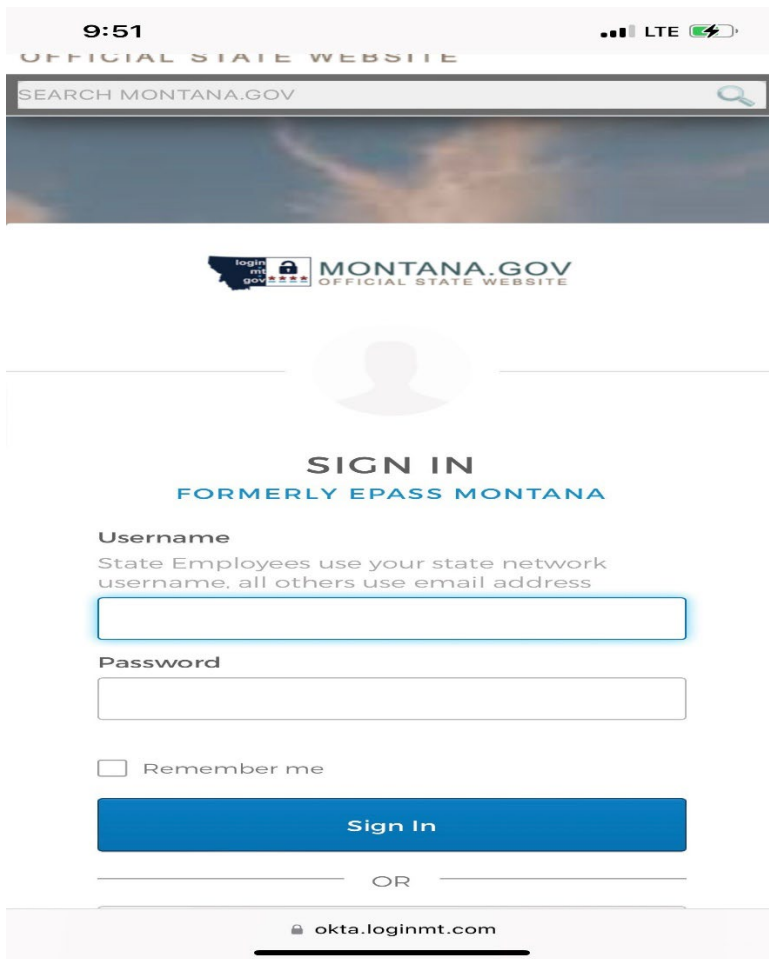 9:51 LTE
OFFICIAL STATE WEBSITE
SEARCH MONTANA.GOV
login
mt
gov
MONTANA.GOV
OFFICIAL STATE WEBSITE
SIGN IN
FORMERLY EPASS MONTANA
Username
State Employees use your state network
username, all others use email address
Password
Remember me
Sign In
OR
okta.loginmt.com